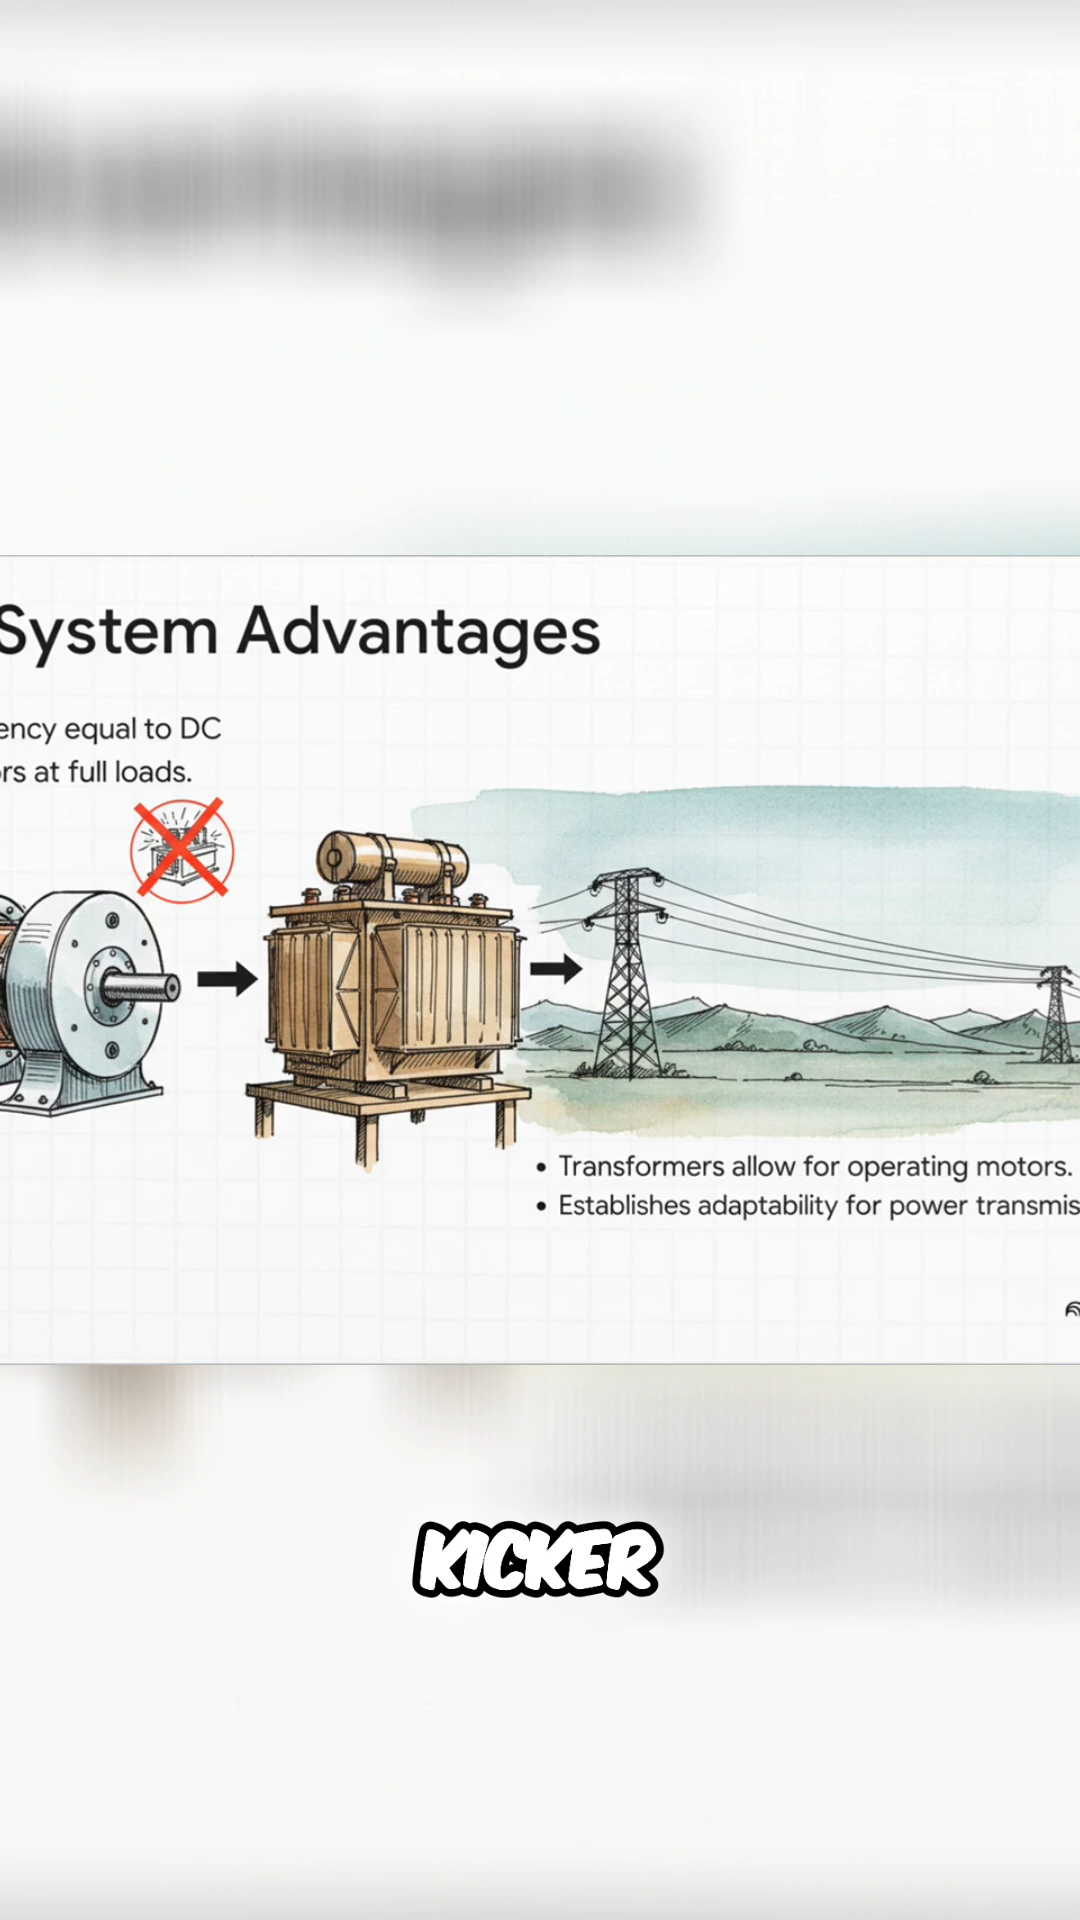 System Advantages
ency equal to DC
rs at full loads.
• Transformers allow for operating motors.
• Establishes adaptability for power transmis
KICKER